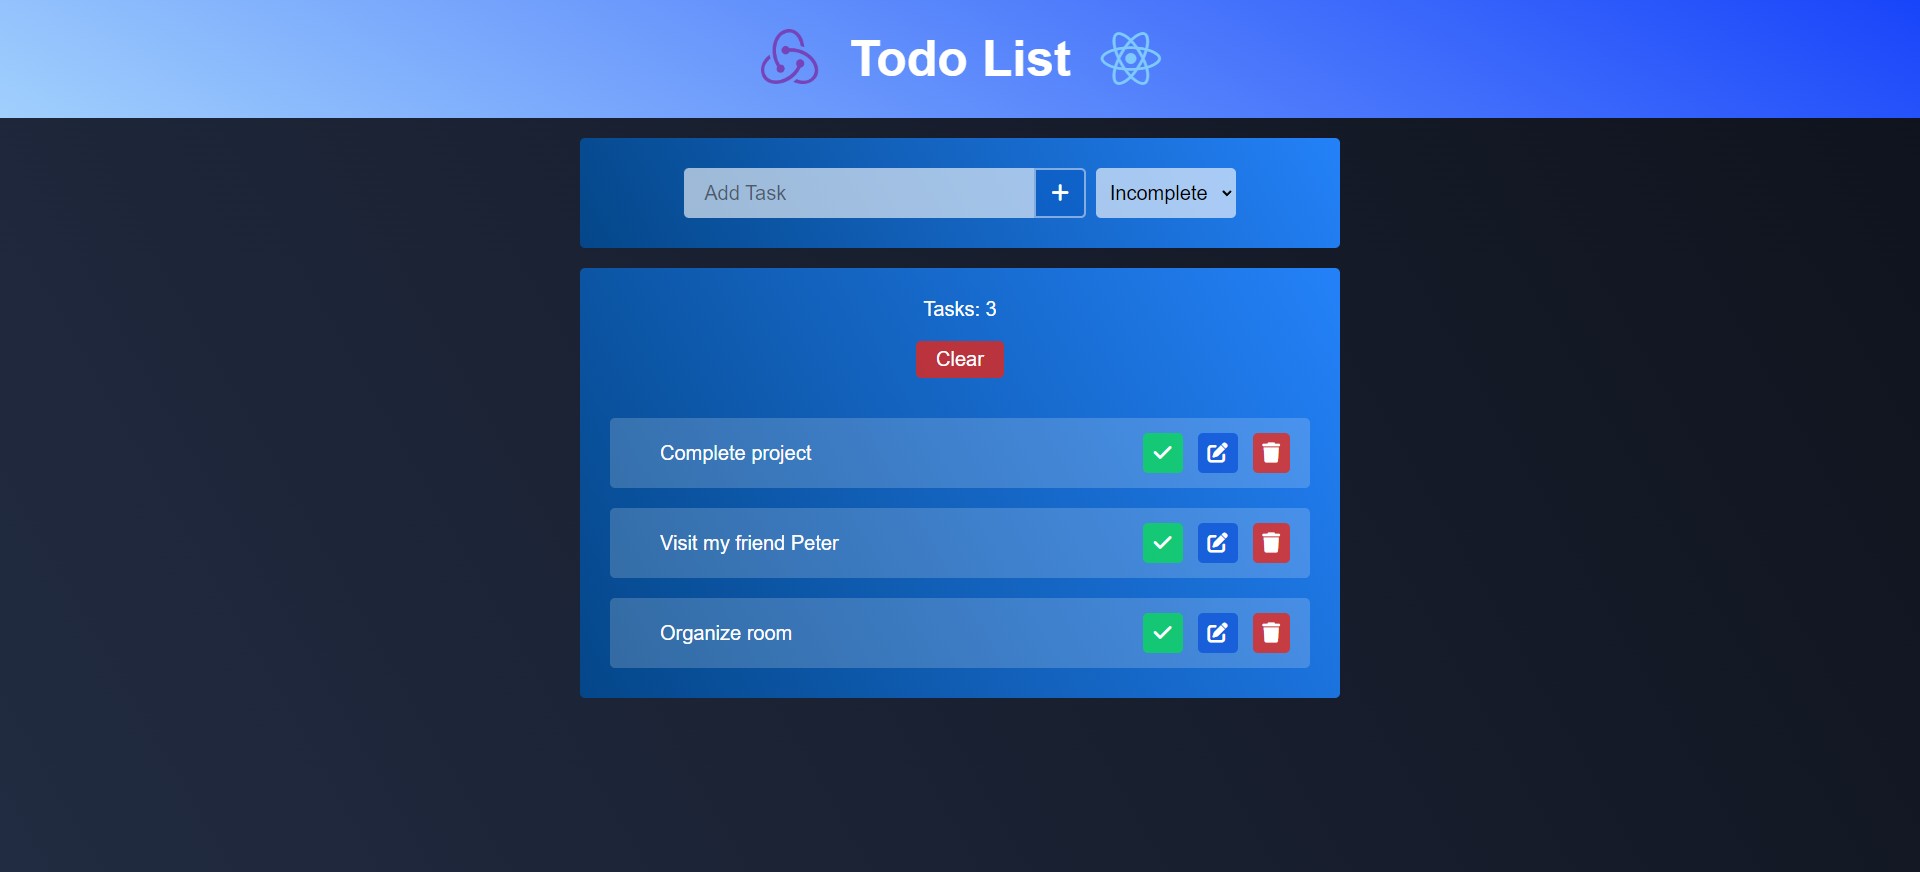 Todo List
Add Task
Incomplete
Tasks: 3
Clear
Complete project
Visit my friend Peter
Organize room